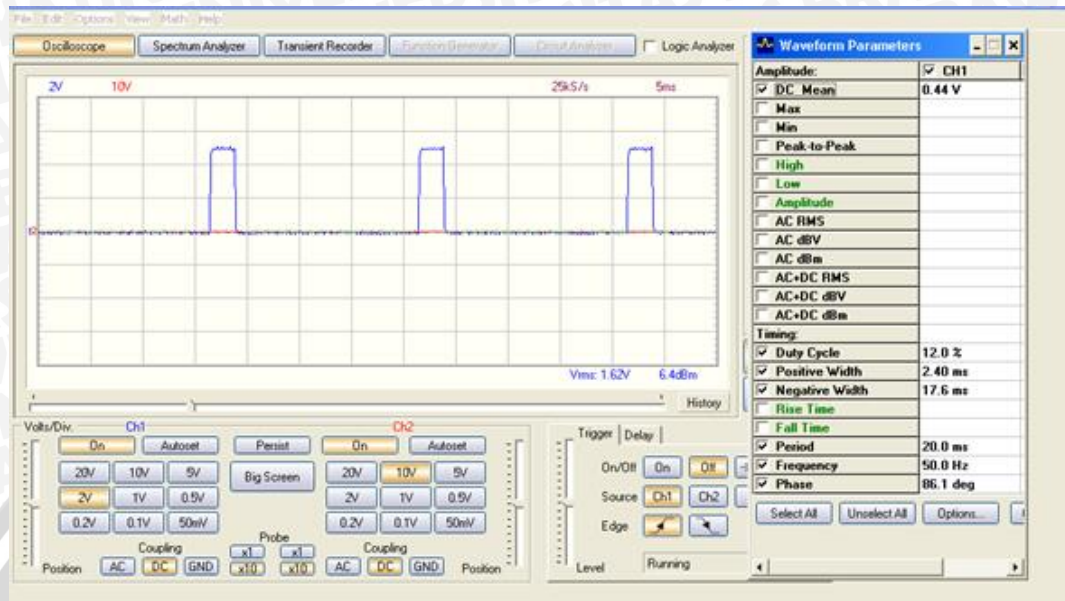 File Edit Options View Math Help
Oscilloscope Spectrum Analyzer Transient Recorder Function Generator Circuit Analyzer Logic Analyzer
2V 10V 25kS/s 5ms
Vrms: 1.62V 6.4dBm
History
Volts/Div. Ch1 Ch2
On Autoset Persist On Autoset
20V 10V 5V Big Screen 20V 10V 5V
2V 1V 0.5V 2V 1V 0.5V
0.2V 0.1V 50mV 0.2V 0.1V 50mV
Coupling Probe Coupling
x1 x1
Position AC DC GND x10 x10 AC DC GND Position
Trigger Delay
On/Off On Off
Source Ch1 Ch2
Edge
Level Running
Waveform Parameters
Amplitude: CH1
DC Mean 0.44 V
Max
Min
Peak-to-Peak
High
Low
Amplitude
AC RMS
AC dBV
AC dBm
AC+DC RMS
AC+DC dBV
AC+DC dBm
Timing:
Duty Cycle 12.0 %
Positive Width 2.40 ms
Negative Width 17.6 ms
Rise Time
Fall Time
Period 20.0 ms
Frequency 50.0 Hz
Phase 86.1 deg
Select All Unselect All Options...